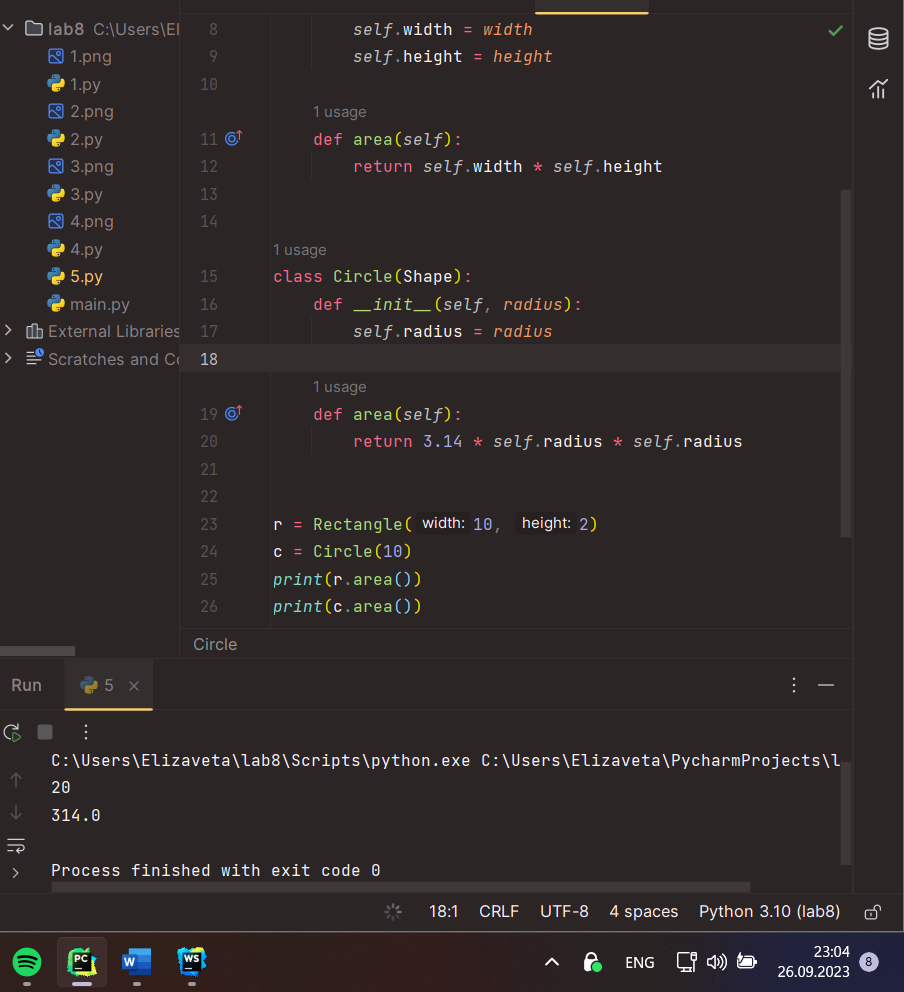 lab8 C:\Users\El
1.png
1.py
2.png
2.py
3.png
3.py
4.png
4.py
5.py
main.py
External Libraries
Scratches and Co
8 self.width = width
9 self.height = height
10
1 usage
11 def area(self):
12 return self.width * self.height
13
14
1 usage
15 class Circle(Shape):
16 def __init__(self, radius):
17 self.radius = radius
18
1 usage
19 def area(self):
20 return 3.14 * self.radius * self.radius
21
22
23 r = Rectangle( width: 10, height: 2)
24 c = Circle(10)
25 print(r.area())
26 print(c.area())
Circle
Run 5
C:\Users\Elizaveta\lab8\Scripts\python.exe C:\Users\Elizaveta\PycharmProjects\l
20
314.0
Process finished with exit code 0
18:1 CRLF UTF-8 4 spaces Python 3.10 (lab8)
PC W WS ENG 23:04
26.09.2023 8